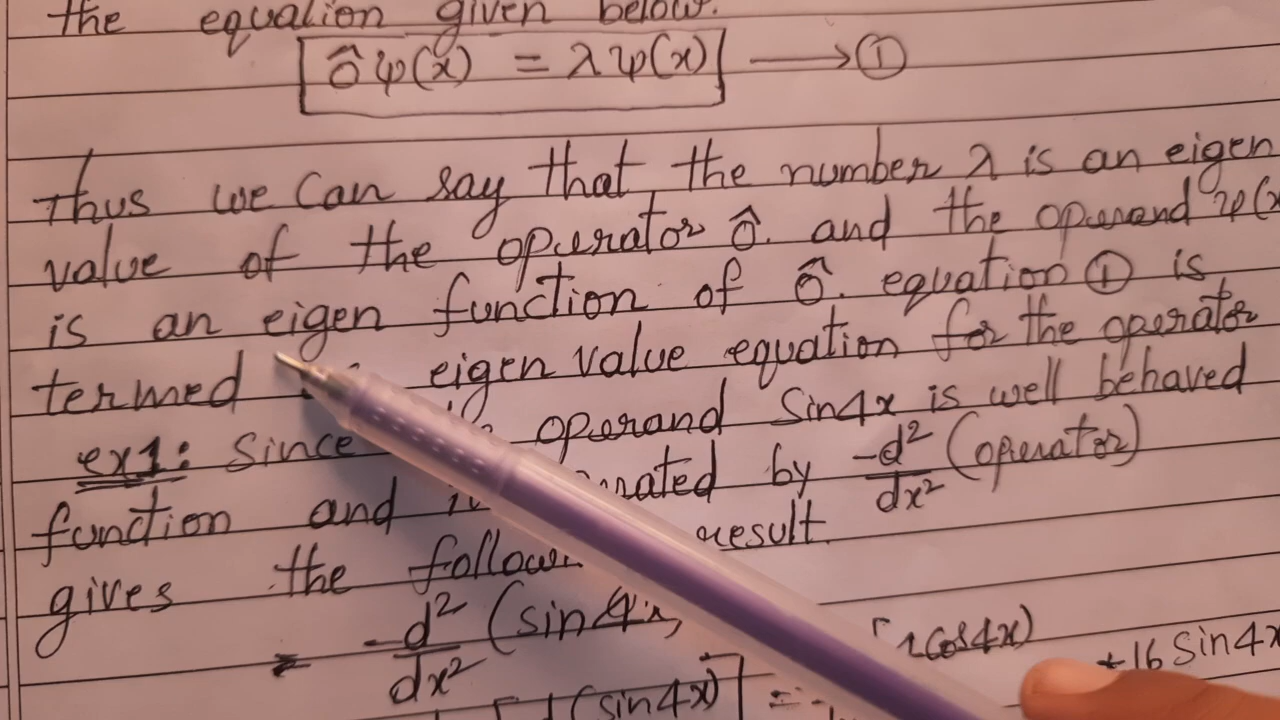 the equation given below.
ô ψ(x) = λ ψ(x) → ①
Thus we can say that the number λ is an eigen
value of the operator ô. and the operand ψ(x
is an eigen function of ô. equation ① is
termed eigen value equation for the operator
ex1: Since operand Sin4x is well behaved
function and by -d²/dx² (operator)
gives the result.
-d²/dx² (sin4x
cos4x) +16 Sin4x
(sin4x) =